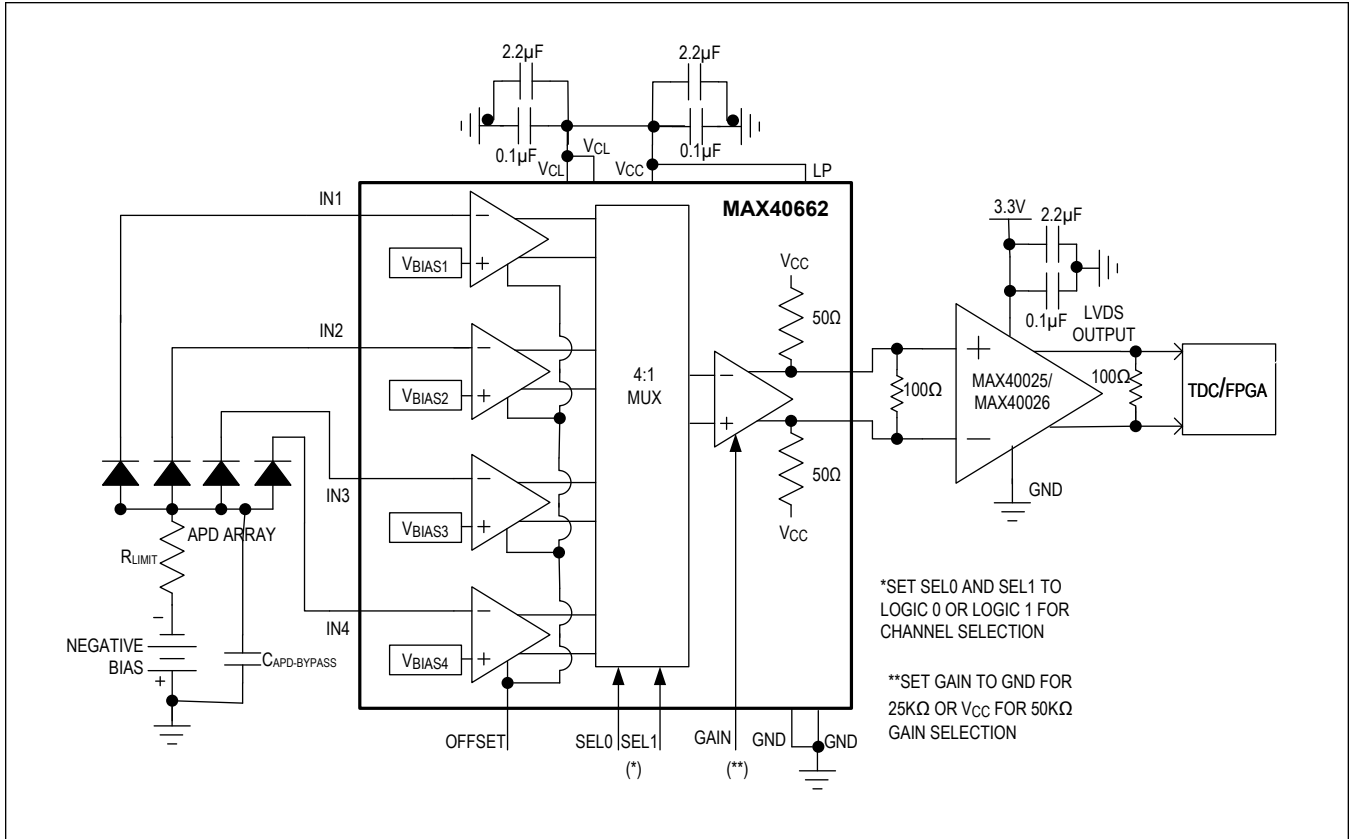 2.2µF
2.2µF
0.1µF
0.1µF
VCL
VCL
VCC
LP
IN1
MAX40662
3.3V
2.2µF
VBIAS1
VCC
50Ω
0.1µF
LVDS
OUTPUT
IN2
4:1
MUX
VBIAS2
100Ω
MAX40025/
MAX40026
100Ω
TDC/FPGA
IN3
50Ω
GND
APD ARRAY
VBIAS3
VCC
RLIMIT
*SET SEL0 AND SEL1 TO
LOGIC 0 OR LOGIC 1 FOR
CHANNEL SELECTION
IN4
NEGATIVE
BIAS
CAPD-BYPASS
VBIAS4
**SET GAIN TO GND FOR
25KΩ OR VCC FOR 50KΩ
GAIN SELECTION
OFFSET
SEL0
SEL1
GAIN
GND
GND
(*)
(**)